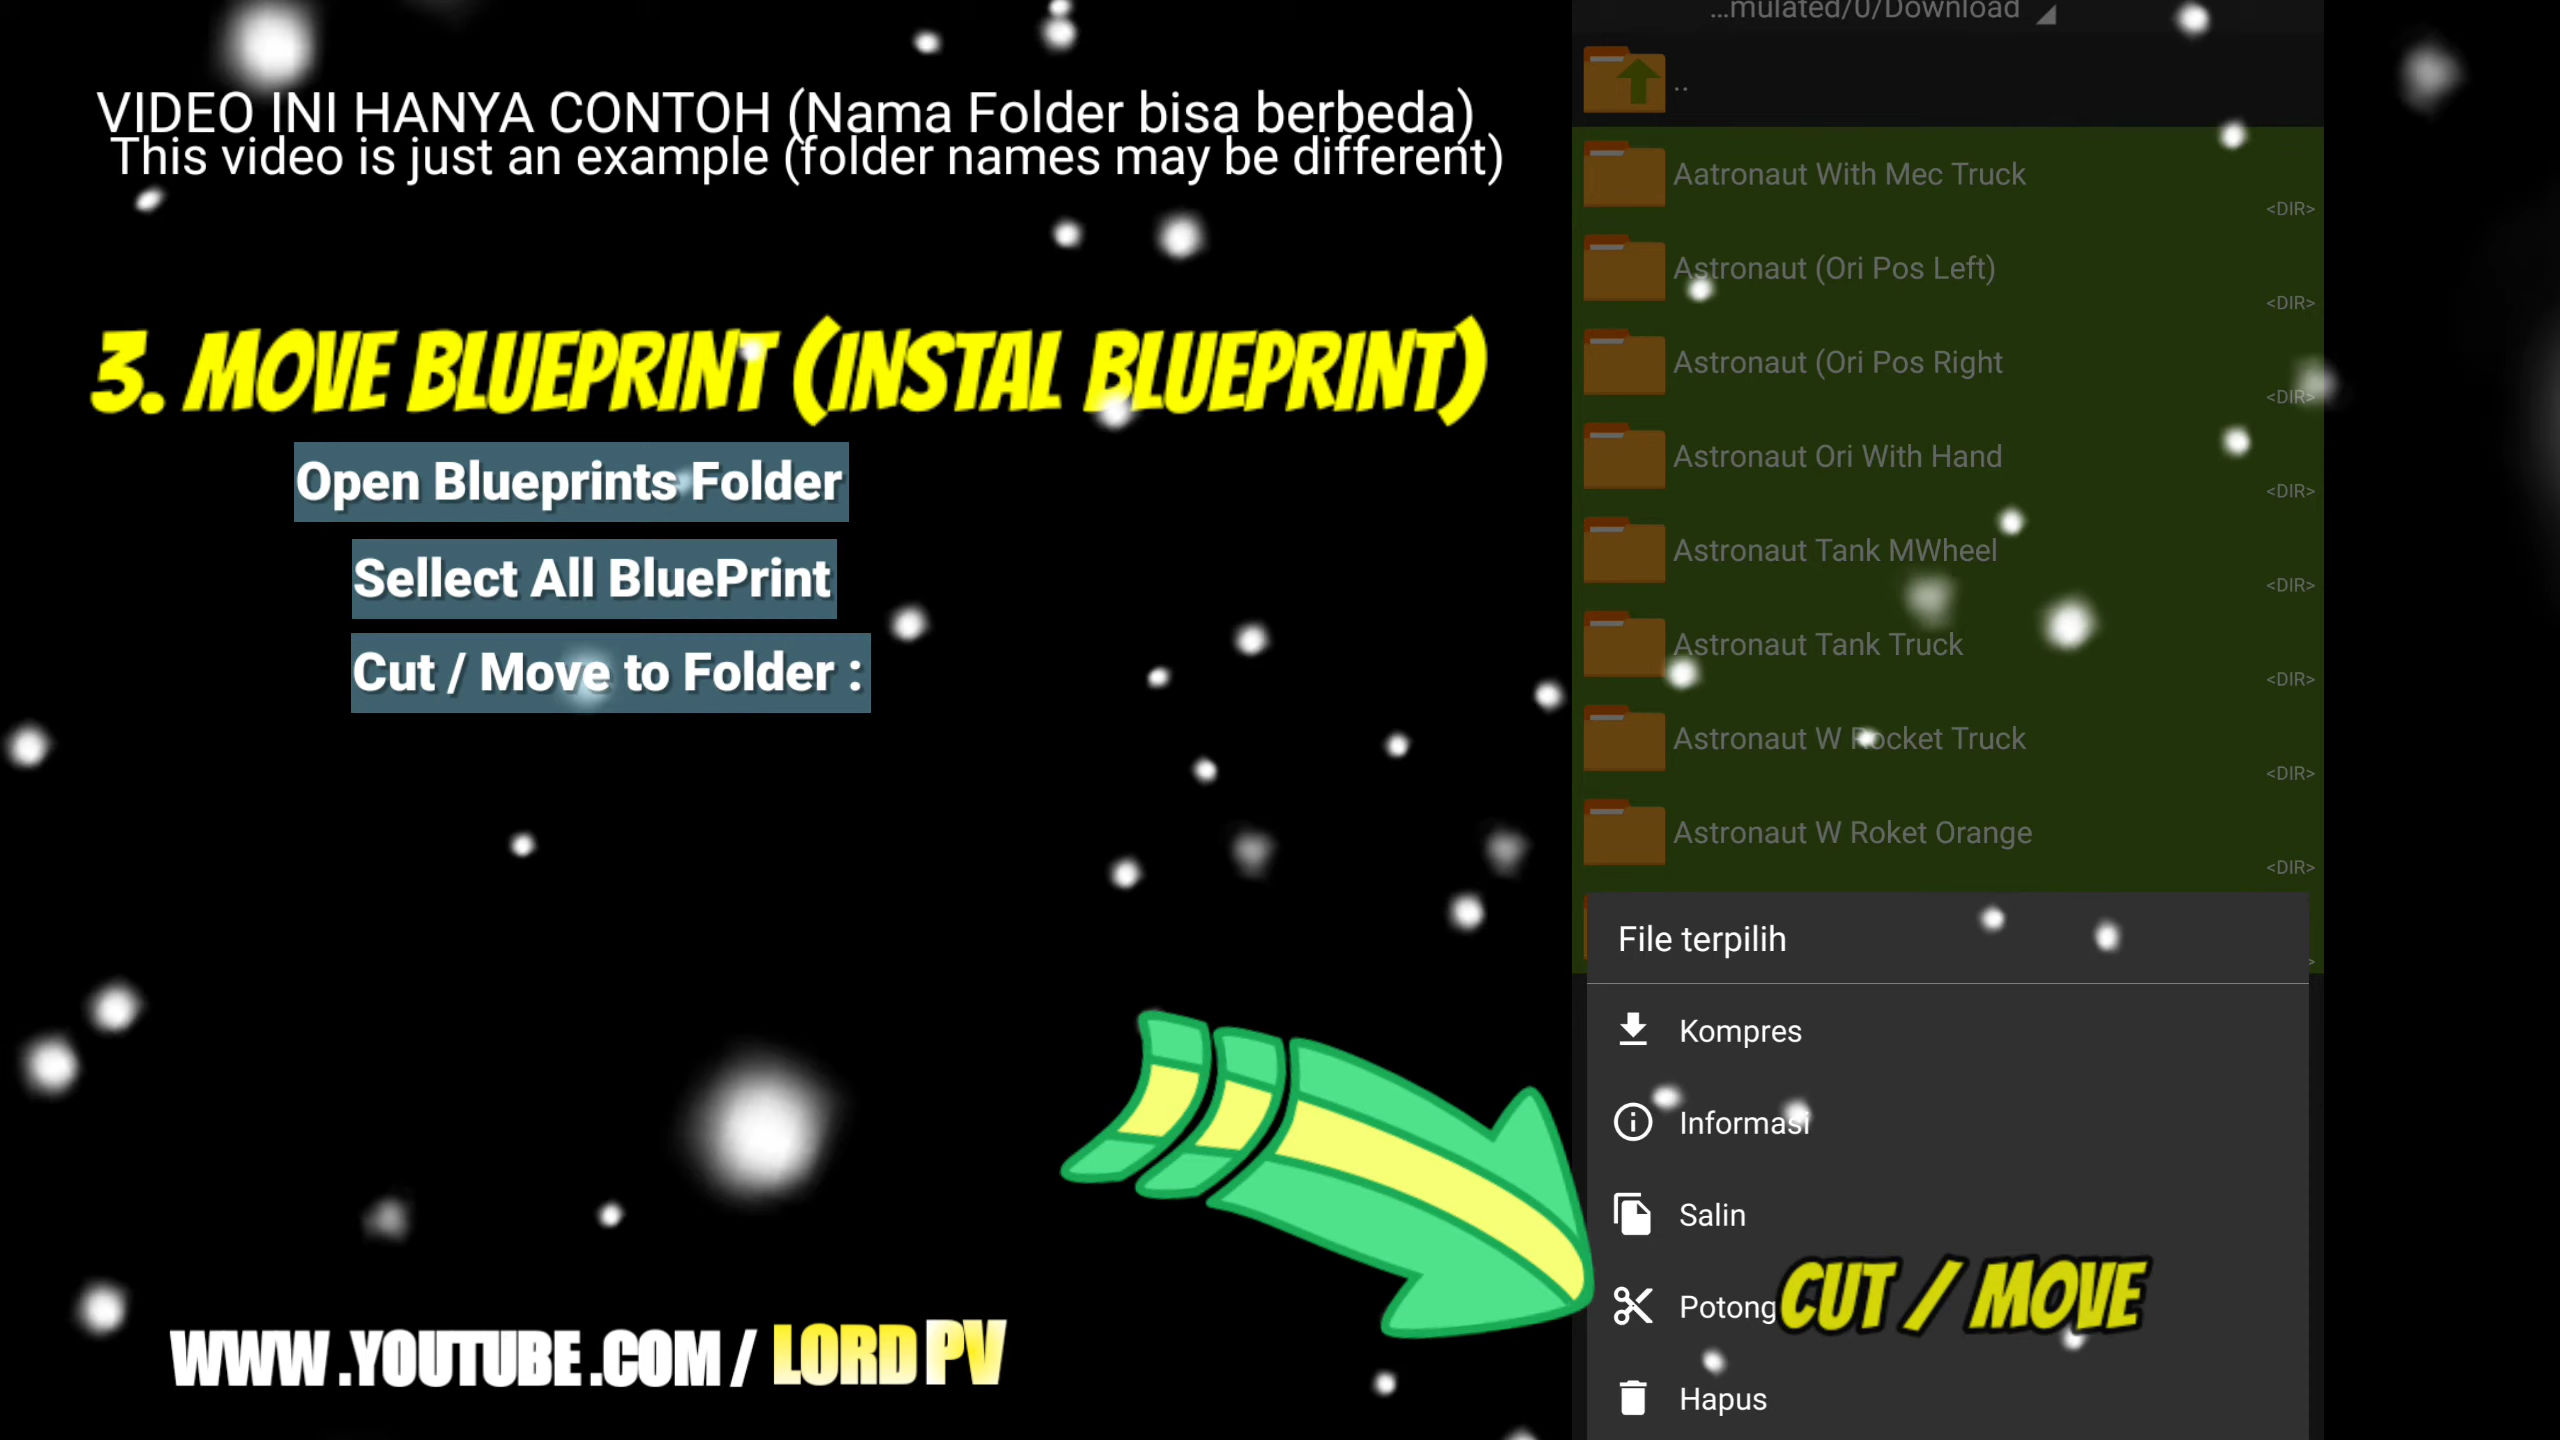 VIDEO INI HANYA CONTOH (Nama Folder bisa berbeda)
This video is just an example (folder names may be different)
3. MOVE BLUEPRINT (INSTAL BLUEPRINT)
Open Blueprints Folder
Sellect All BluePrint
Cut / Move to Folder :
WWW.YOUTUBE.COM/LORD PV
...mulated/0/Download
..
Aatronaut With Mec Truck
<DIR>
Astronaut (Ori Pos Left)
<DIR>
Astronaut (Ori Pos Right
<DIR>
Astronaut Ori With Hand
<DIR>
Astronaut Tank MWheel
<DIR>
Astronaut Tank Truck
<DIR>
Astronaut W Rocket Truck
<DIR>
Astronaut W Roket Orange
<DIR>
File terpilih
Kompres
Informasi
Salin
Potong
CUT / MOVE
Hapus